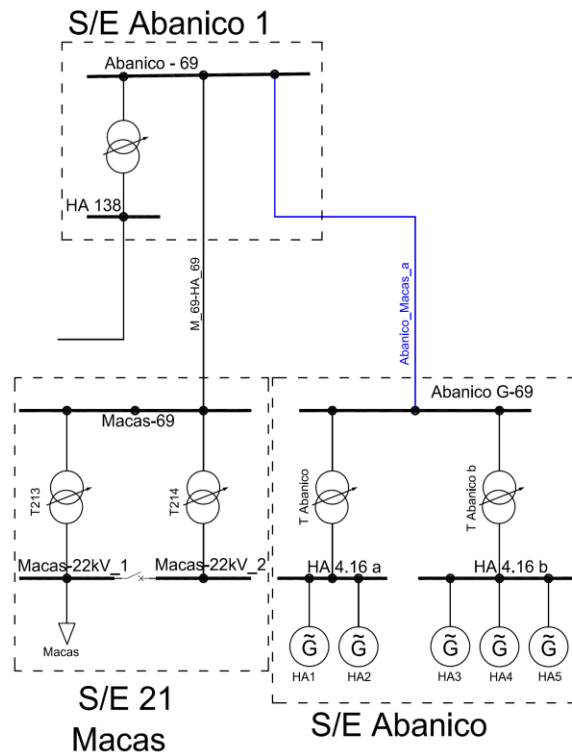 S/E Abanico 1
Abanico - 69
HA 138
M_69-HA_69
Abanico_Macas_a
Abanico G-69
Macas-69
T213
T214
T Abanico
T Abanico b
Macas-22kV_1
Macas-22kV_2
HA 4.16 a
HA 4.16 b
G̃
G̃
G̃
G̃
G̃
Macas
HA1
HA2
HA3
HA4
HA5
S/E 21
Macas
S/E Abanico